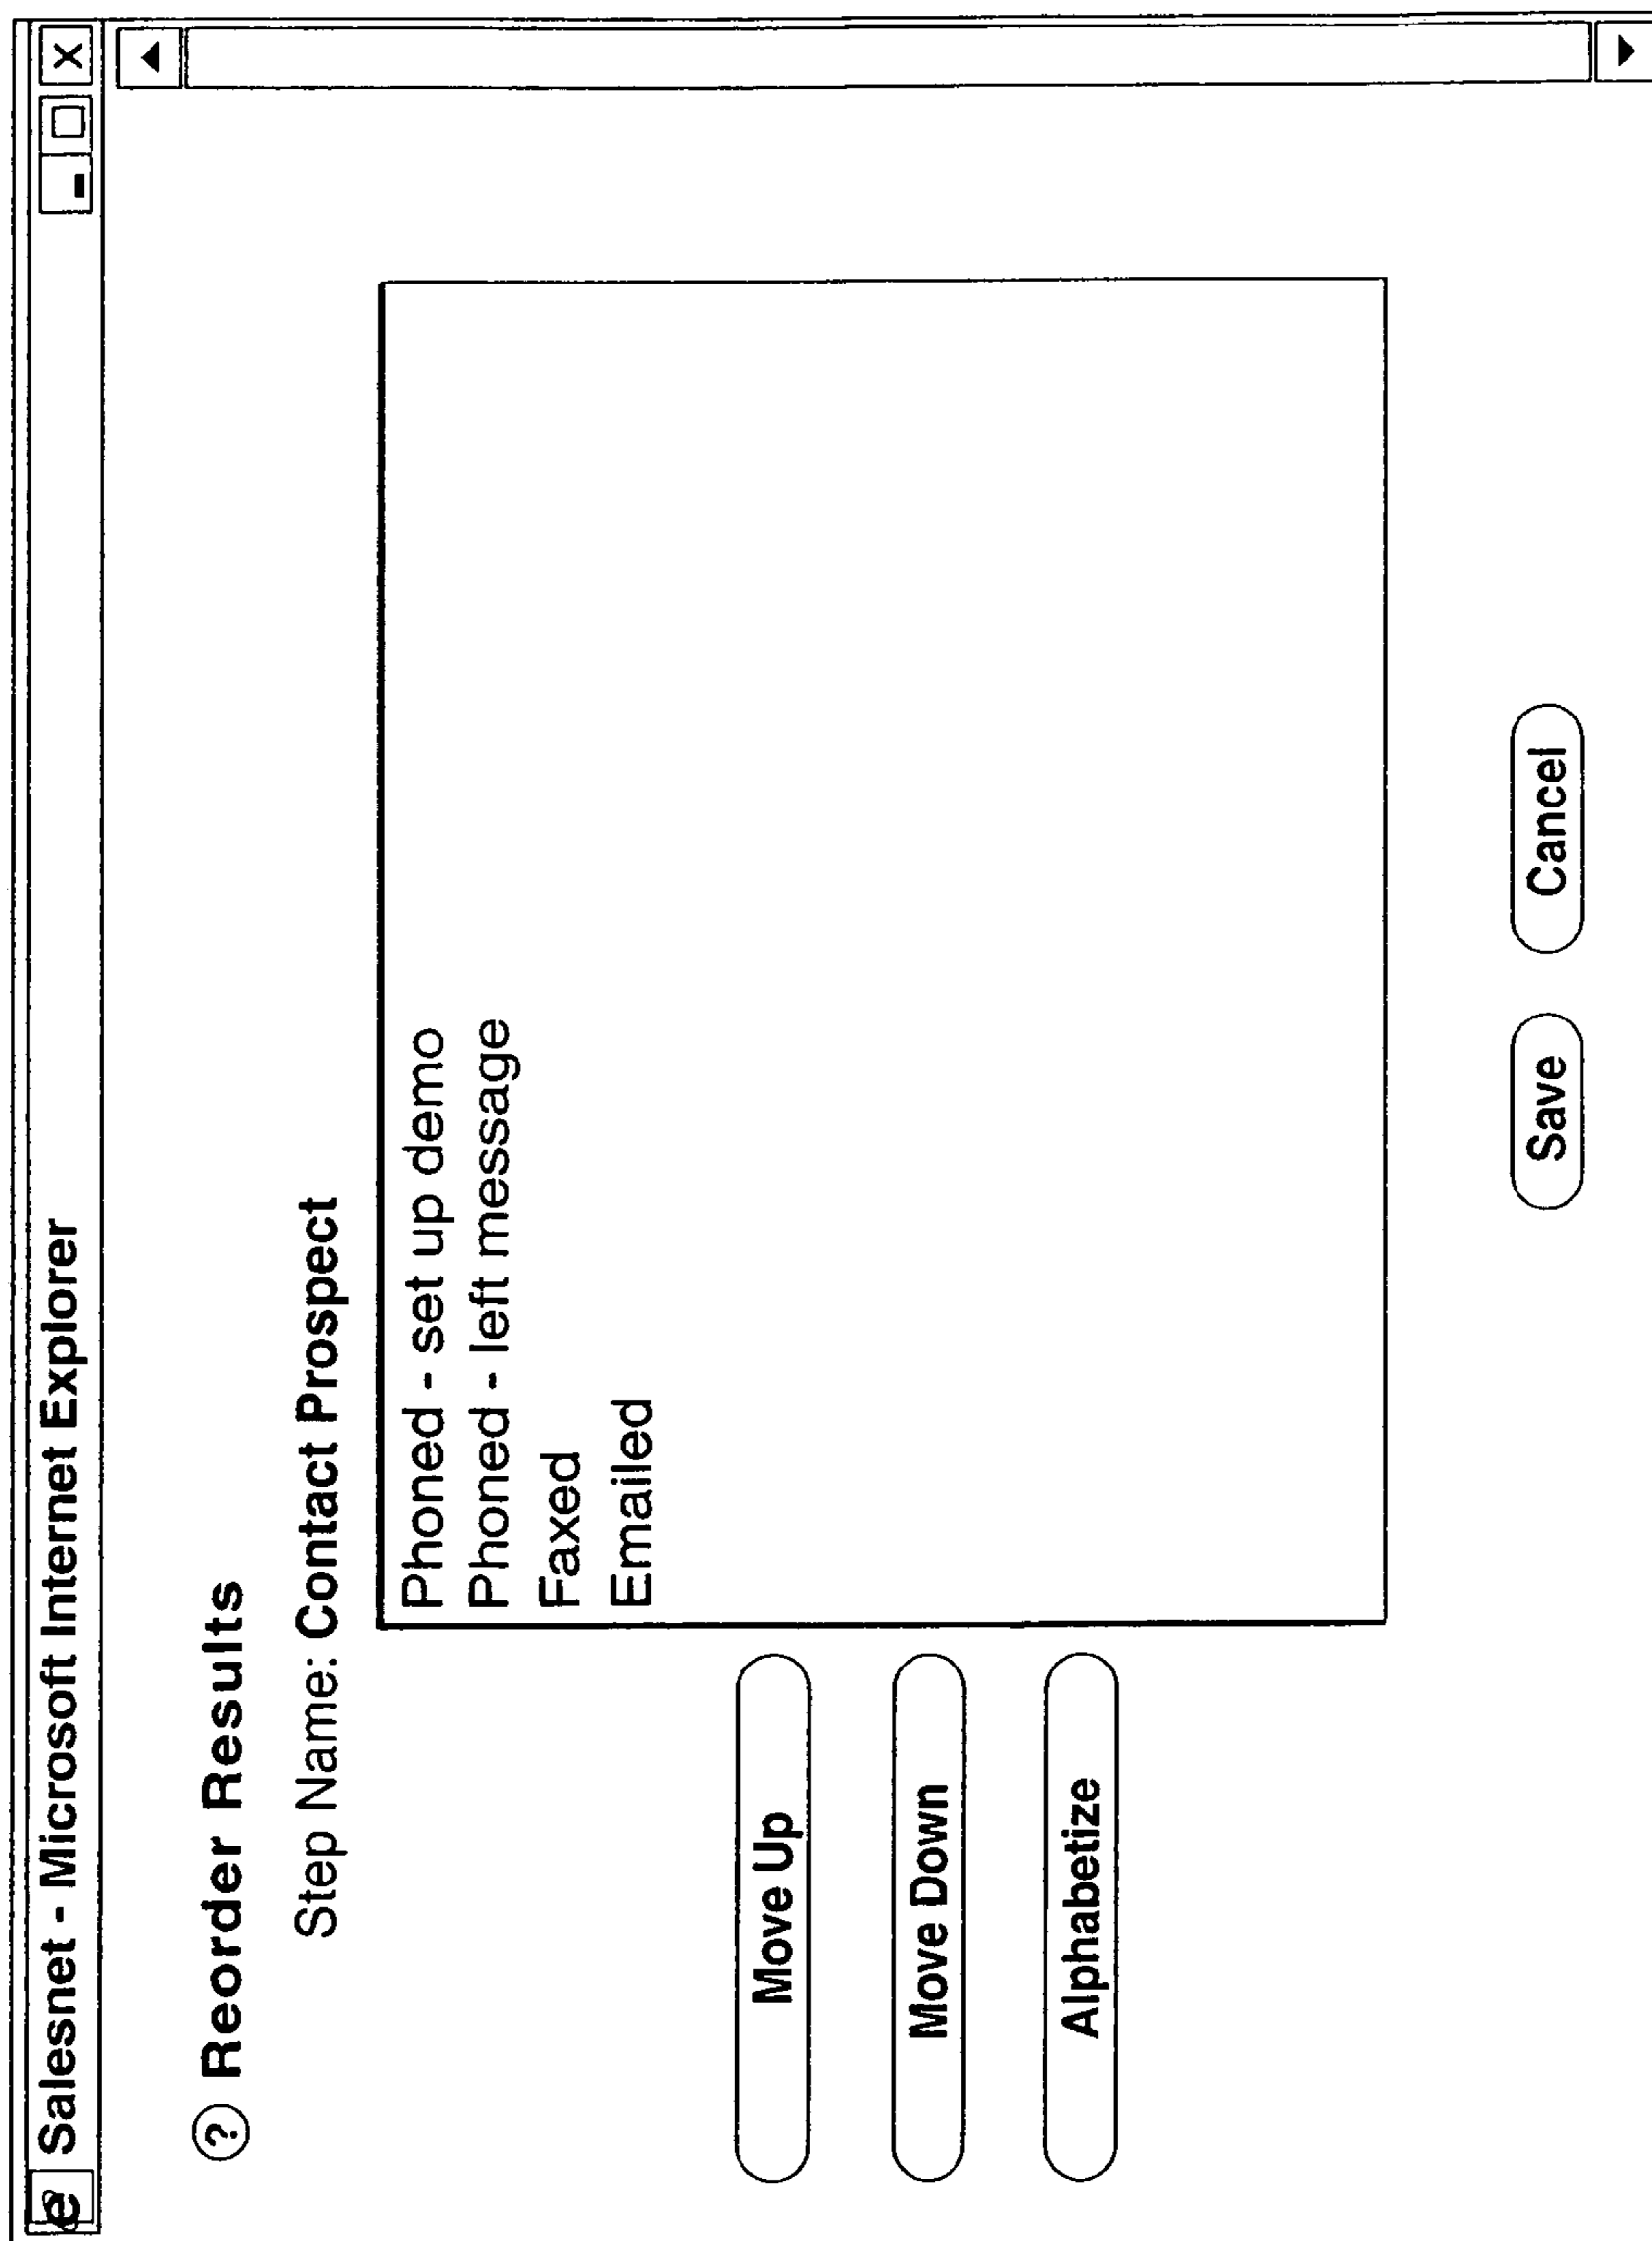 e Salesnet - Microsoft Internet Explorer
? Reorder Results
Step Name: Contact Prospect
Phoned - set up demo
Phoned - left message
Faxed
Emailed
Move Up
Move Down
Alphabetize
Save Cancel